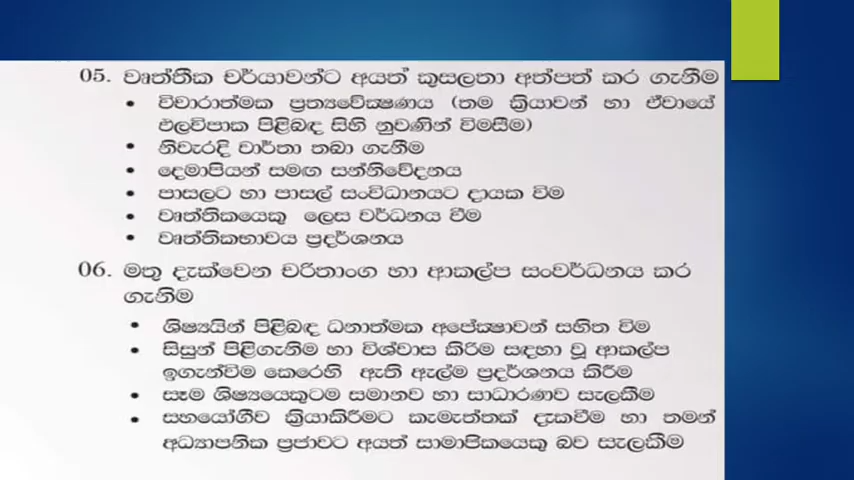 05. වෘත්තීක චර්යාවන්ට අයත් කුසලතා අත්පත් කර ගැනීම
• විචාරාත්මක ප්‍රත්‍යවේක්‍ෂණය (තම ක්‍රියාවන් හා ඒවායේ
ඵලවිපාක පිළිබඳ සිහි නුවණින් විමසීම)
• නිවැරදි වාර්තා තබා ගැනීම
• දෙමාපියන් සමඟ සන්නිවේදනය
• පාසලට හා පාසල් සංවිධානයට දායක වීම
• වෘත්තිකයෙකු ලෙස වර්ධනය වීම
• වෘත්තිකභාවය ප්‍රදර්ශනය
06. මතු දැක්වෙන චරිතාංග හා ආකල්ප සංවර්ධනය කර
ගැනීම
• ශිෂ්‍යයින් පිළිබඳ ධනාත්මක අපේක්‍ෂාවන් සහිත වීම
• සිසුන් පිළිගැනීම හා විශ්වාස කිරීම සඳහා වූ ආකල්ප
ඉගැන්වීම කෙරෙහි ඇති ඇල්ම ප්‍රදර්ශනය කිරීම
• සෑම ශිෂ්‍යයෙකුටම සමානව හා සාධාරණව සැලකීම
• සහයෝගීව ක්‍රියාකිරීමට කැමැත්තක් දැක්වීම හා තමන්
අධ්‍යාපනික ප්‍රජාවට අයත් සාමාජිකයෙකු බව සැලකීම